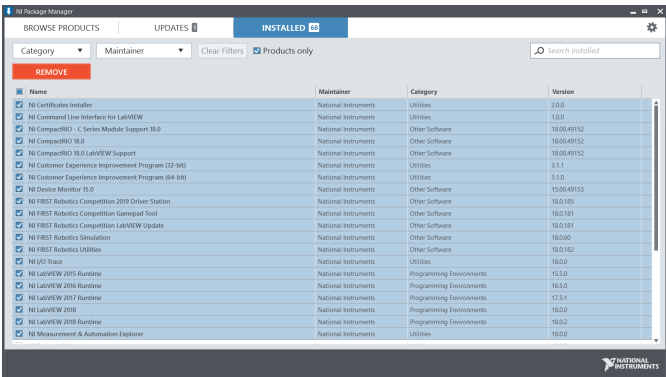 NI Package Manager
BROWSE PRODUCTS UPDATES INSTALLED 68
Category Maintainer Clear Filters Products only Search installed
REMOVE
Name Maintainer Category Version
NI Certificates Installer National Instruments Utilities 2.0.0
NI Command Line Interface for LabVIEW National Instruments Utilities 1.0.0
NI CompactRIO - C Series Module Support 18.0 National Instruments Other Software 18.00.49152
NI CompactRIO 18.0 National Instruments Other Software 18.00.49152
NI CompactRIO 18.0 LabVIEW Support National Instruments Other Software 18.00.49152
NI Customer Experience Improvement Program (32-bit) National Instruments Utilities 3.1.1
NI Customer Experience Improvement Program (64-bit) National Instruments Utilities 3.1.0
NI Device Monitor 15.0 National Instruments Other Software 15.00.49153
NI FIRST Robotics Competition 2019 Driver Station National Instruments Other Software 18.0.185
NI FIRST Robotics Competition Gamepad Tool National Instruments Other Software 18.0.181
NI FIRST Robotics Competition LabVIEW Update National Instruments Other Software 18.0.181
NI FIRST Robotics Simulation National Instruments Other Software 18.0.60
NI FIRST Robotics Utilities National Instruments Other Software 18.0.182
NI I/O Trace National Instruments Utilities 18.0.0
NI LabVIEW 2015 Runtime National Instruments Programming Environments 15.5.0
NI LabVIEW 2016 Runtime National Instruments Programming Environments 16.5.0
NI LabVIEW 2017 Runtime National Instruments Programming Environments 17.5.1
NI LabVIEW 2018 National Instruments Programming Environments 18.0.0
NI LabVIEW 2018 Runtime National Instruments Programming Environments 18.0.2
NI Measurement & Automation Explorer National Instruments Utilities 18.0.0
NATIONAL
INSTRUMENTS